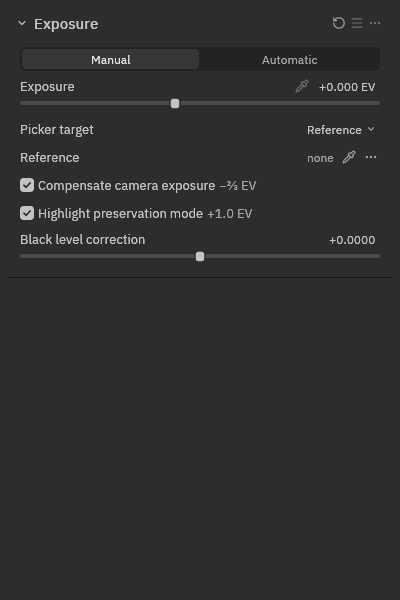 Exposure
Manual Automatic
Exposure +0.000 EV
Picker target Reference
Reference none
Compensate camera exposure −⅔ EV
Highlight preservation mode +1.0 EV
Black level correction +0.0000